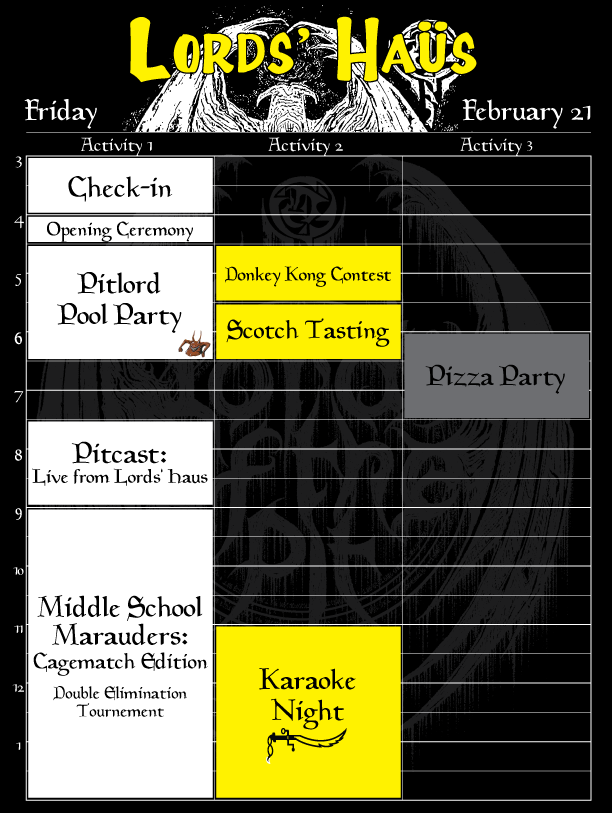 Lords' Haüs
Friday
February 21
Activity 1
Activity 2
Activity 3
3
Check-in
4
Opening Ceremony
5
Pitlord
Pool Party
Donkey Kong Contest
Scotch Tasting
6
Pizza Party
7
8
Pitcast:
Live from Lords' Haus
9
10
11
Middle School
Marauders:
Cagematch Edition
Double Elimination
Tournement
12
Karaoke
Night
1